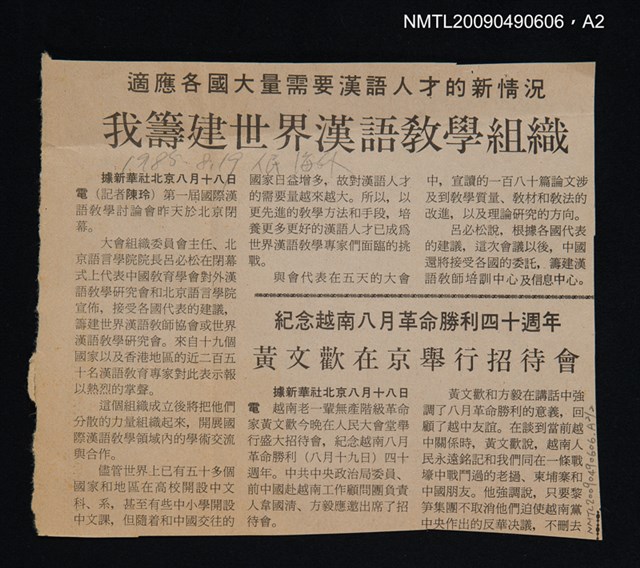 NMTL20090490606，A2
適應各國大量需要漢語人才的新情況
我籌建世界漢語教學組織
1985.8.19
據新華社北京八月十八日
電（記者陳玲）第一屆國際漢
語教學討論會昨天於北京閉
幕。
大會組織委員會主任、北
京語言學院院長呂必松在閉幕
式上代表中國教育學會對外漢
語教學研究會和北京語言學院
宣佈，接受各國代表的建議，
籌建世界漢語教師協會或世界
漢語教學研究會。來自十九個
國家以及香港地區的近二百五
十名漢語教育專家對此表示報
以熱烈的掌聲。
這個組織成立後將把他們
分散的力量組織起來，開展國
際漢語教學領域內的學術交流
與合作。
儘管世界上已有五十多個
國家和地區在高校開設中文
科、系，甚至有些中小學開設
中文課，但隨着和中國交往的
國家日益增多，故對漢語人才
的需要量越來越大。所以，以
更先進的教學方法和手段，培
養更多更好的漢語人才已成為
世界漢語教學專家們面臨的挑
戰。
與會代表在五天的大會
中，宣讀的一百八十篇論文涉
及到教學質量、教材和教法的
改進，以及理論研究的方向。
呂必松說，根據各國代表
的建議，這次會議以後，中國
還將接受各國的委託，籌建漢
語教師培訓中心及信息中心。
紀念越南八月革命勝利四十週年
黃文歡在京舉行招待會
據新華社北京八月十八日
電 越南老一輩無產階級革命
家黃文歡今晚在人民大會堂舉
行盛大招待會，紀念越南八月
革命勝利（八月十九日）四十
週年。中共中央政治局委員、
前中國赴越南工作顧問團負責
人韋國清、方毅應邀出席了招
待會。
黃文歡和方毅在講話中強
調了八月革命勝利的意義，回
顧了越中友誼。在談到當前越
中關係時，黃文歡說，越南人
民永遠銘記和我們同在一條戰
壕中戰鬥過的老撾、柬埔寨和
中國朋友。他強調說，只要黎
笋集團不取消他們迫使越南黨
中央作出的反華決議，不刪去
NMTL20090490606 A2/2